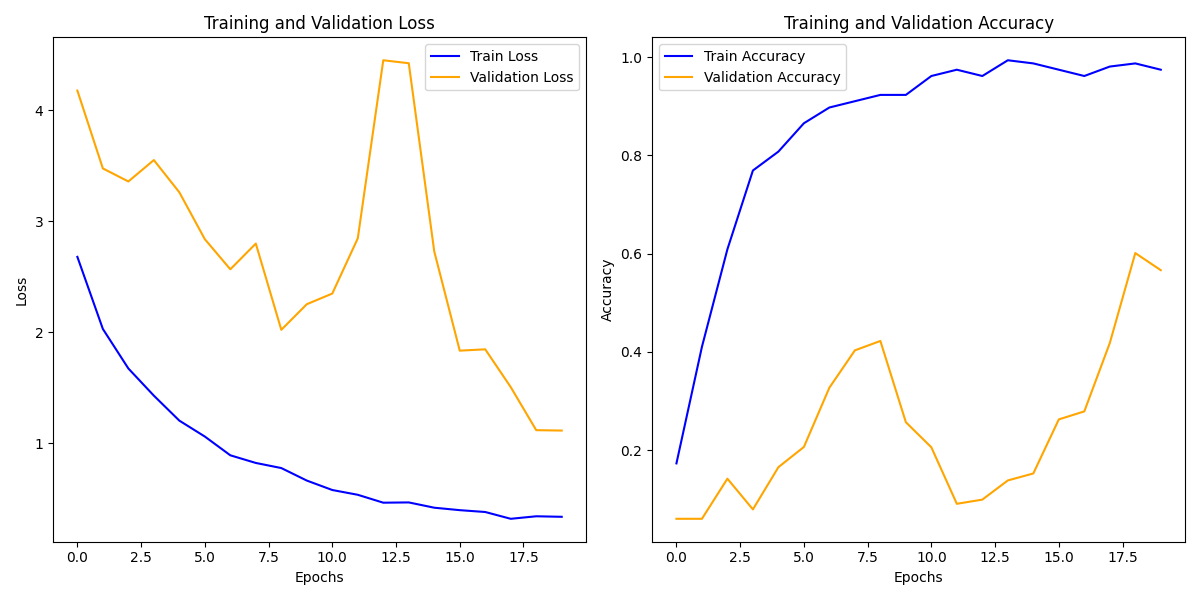 Training and Validation Loss
Train Loss
Validation Loss
4
3
2
1
Loss
0.0 2.5 5.0 7.5 10.0 12.5 15.0 17.5
Epochs
Training and Validation Accuracy
Train Accuracy
Validation Accuracy
1.0
0.8
0.6
0.4
0.2
Accuracy
0.0 2.5 5.0 7.5 10.0 12.5 15.0 17.5
Epochs